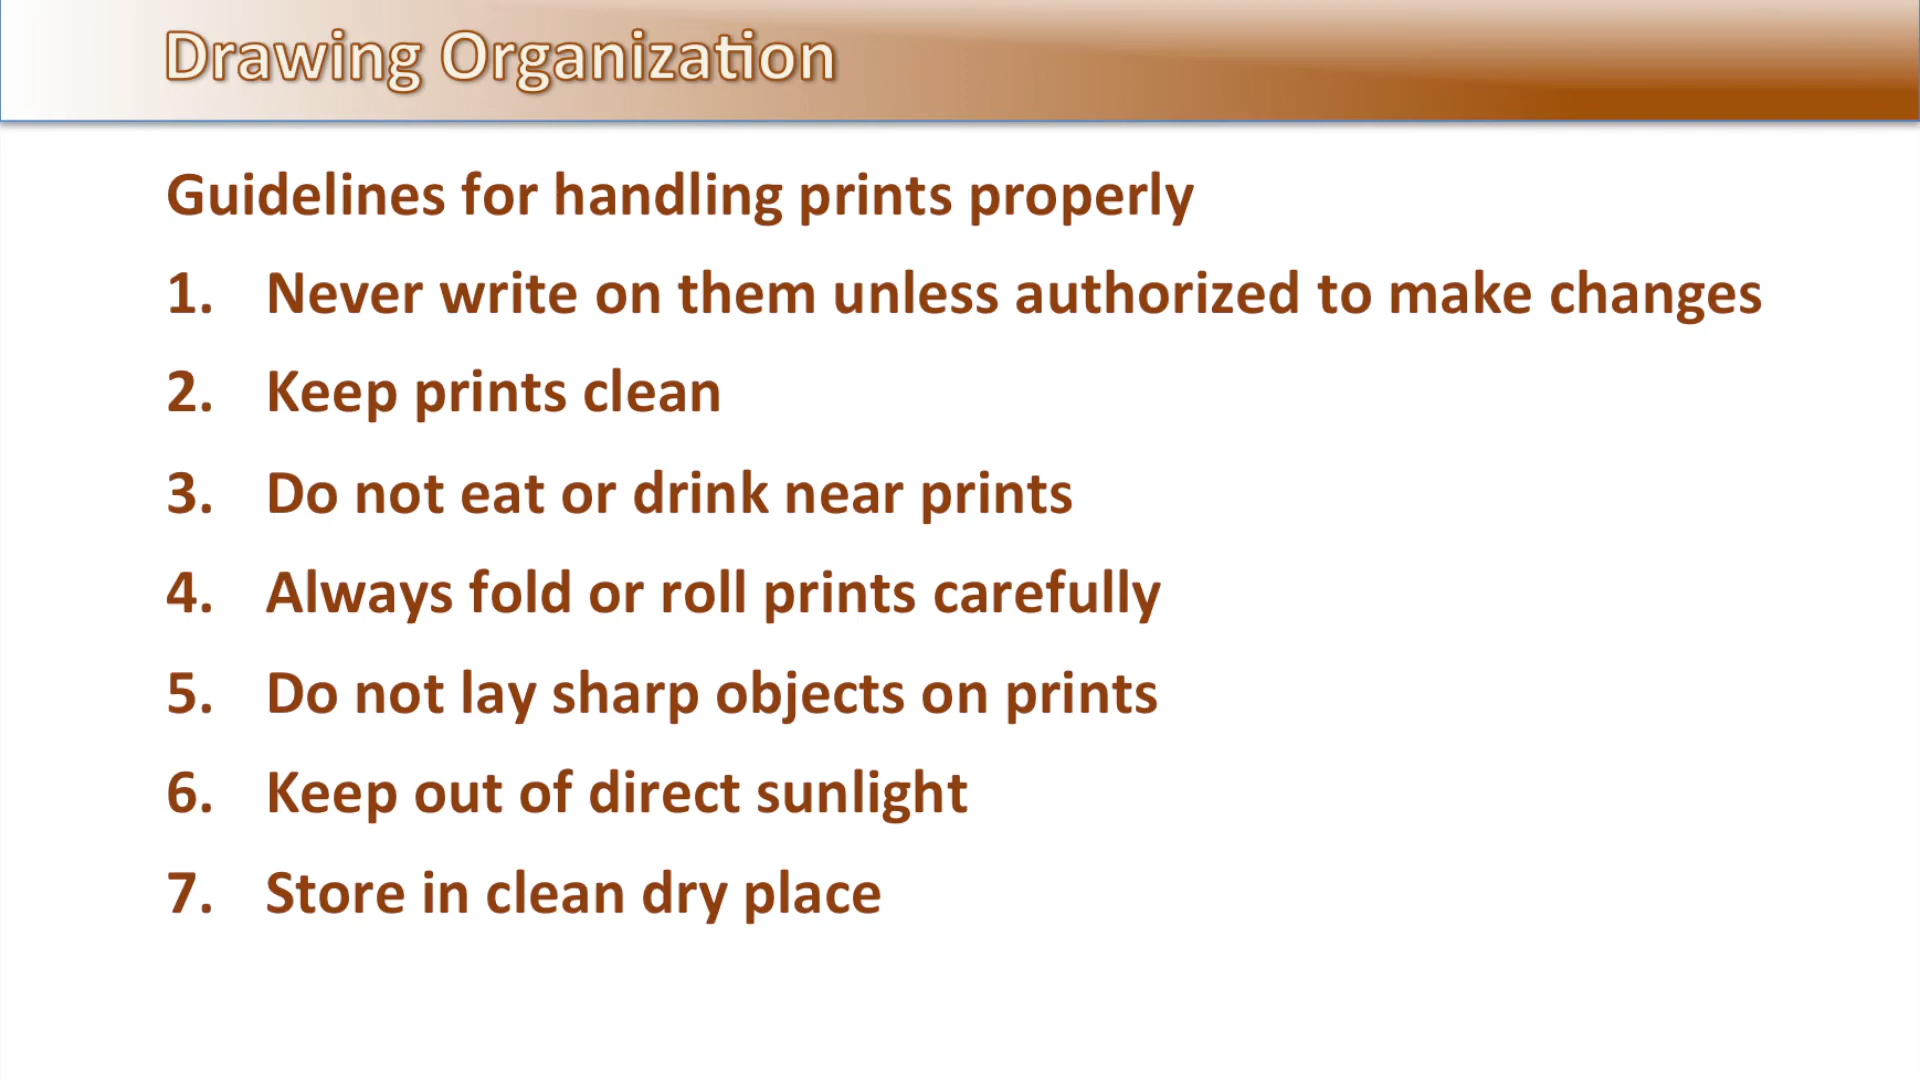 Drawing Organization
Guidelines for handling prints properly
1. Never write on them unless authorized to make changes
2. Keep prints clean
3. Do not eat or drink near prints
4. Always fold or roll prints carefully
5. Do not lay sharp objects on prints
6. Keep out of direct sunlight
7. Store in clean dry place